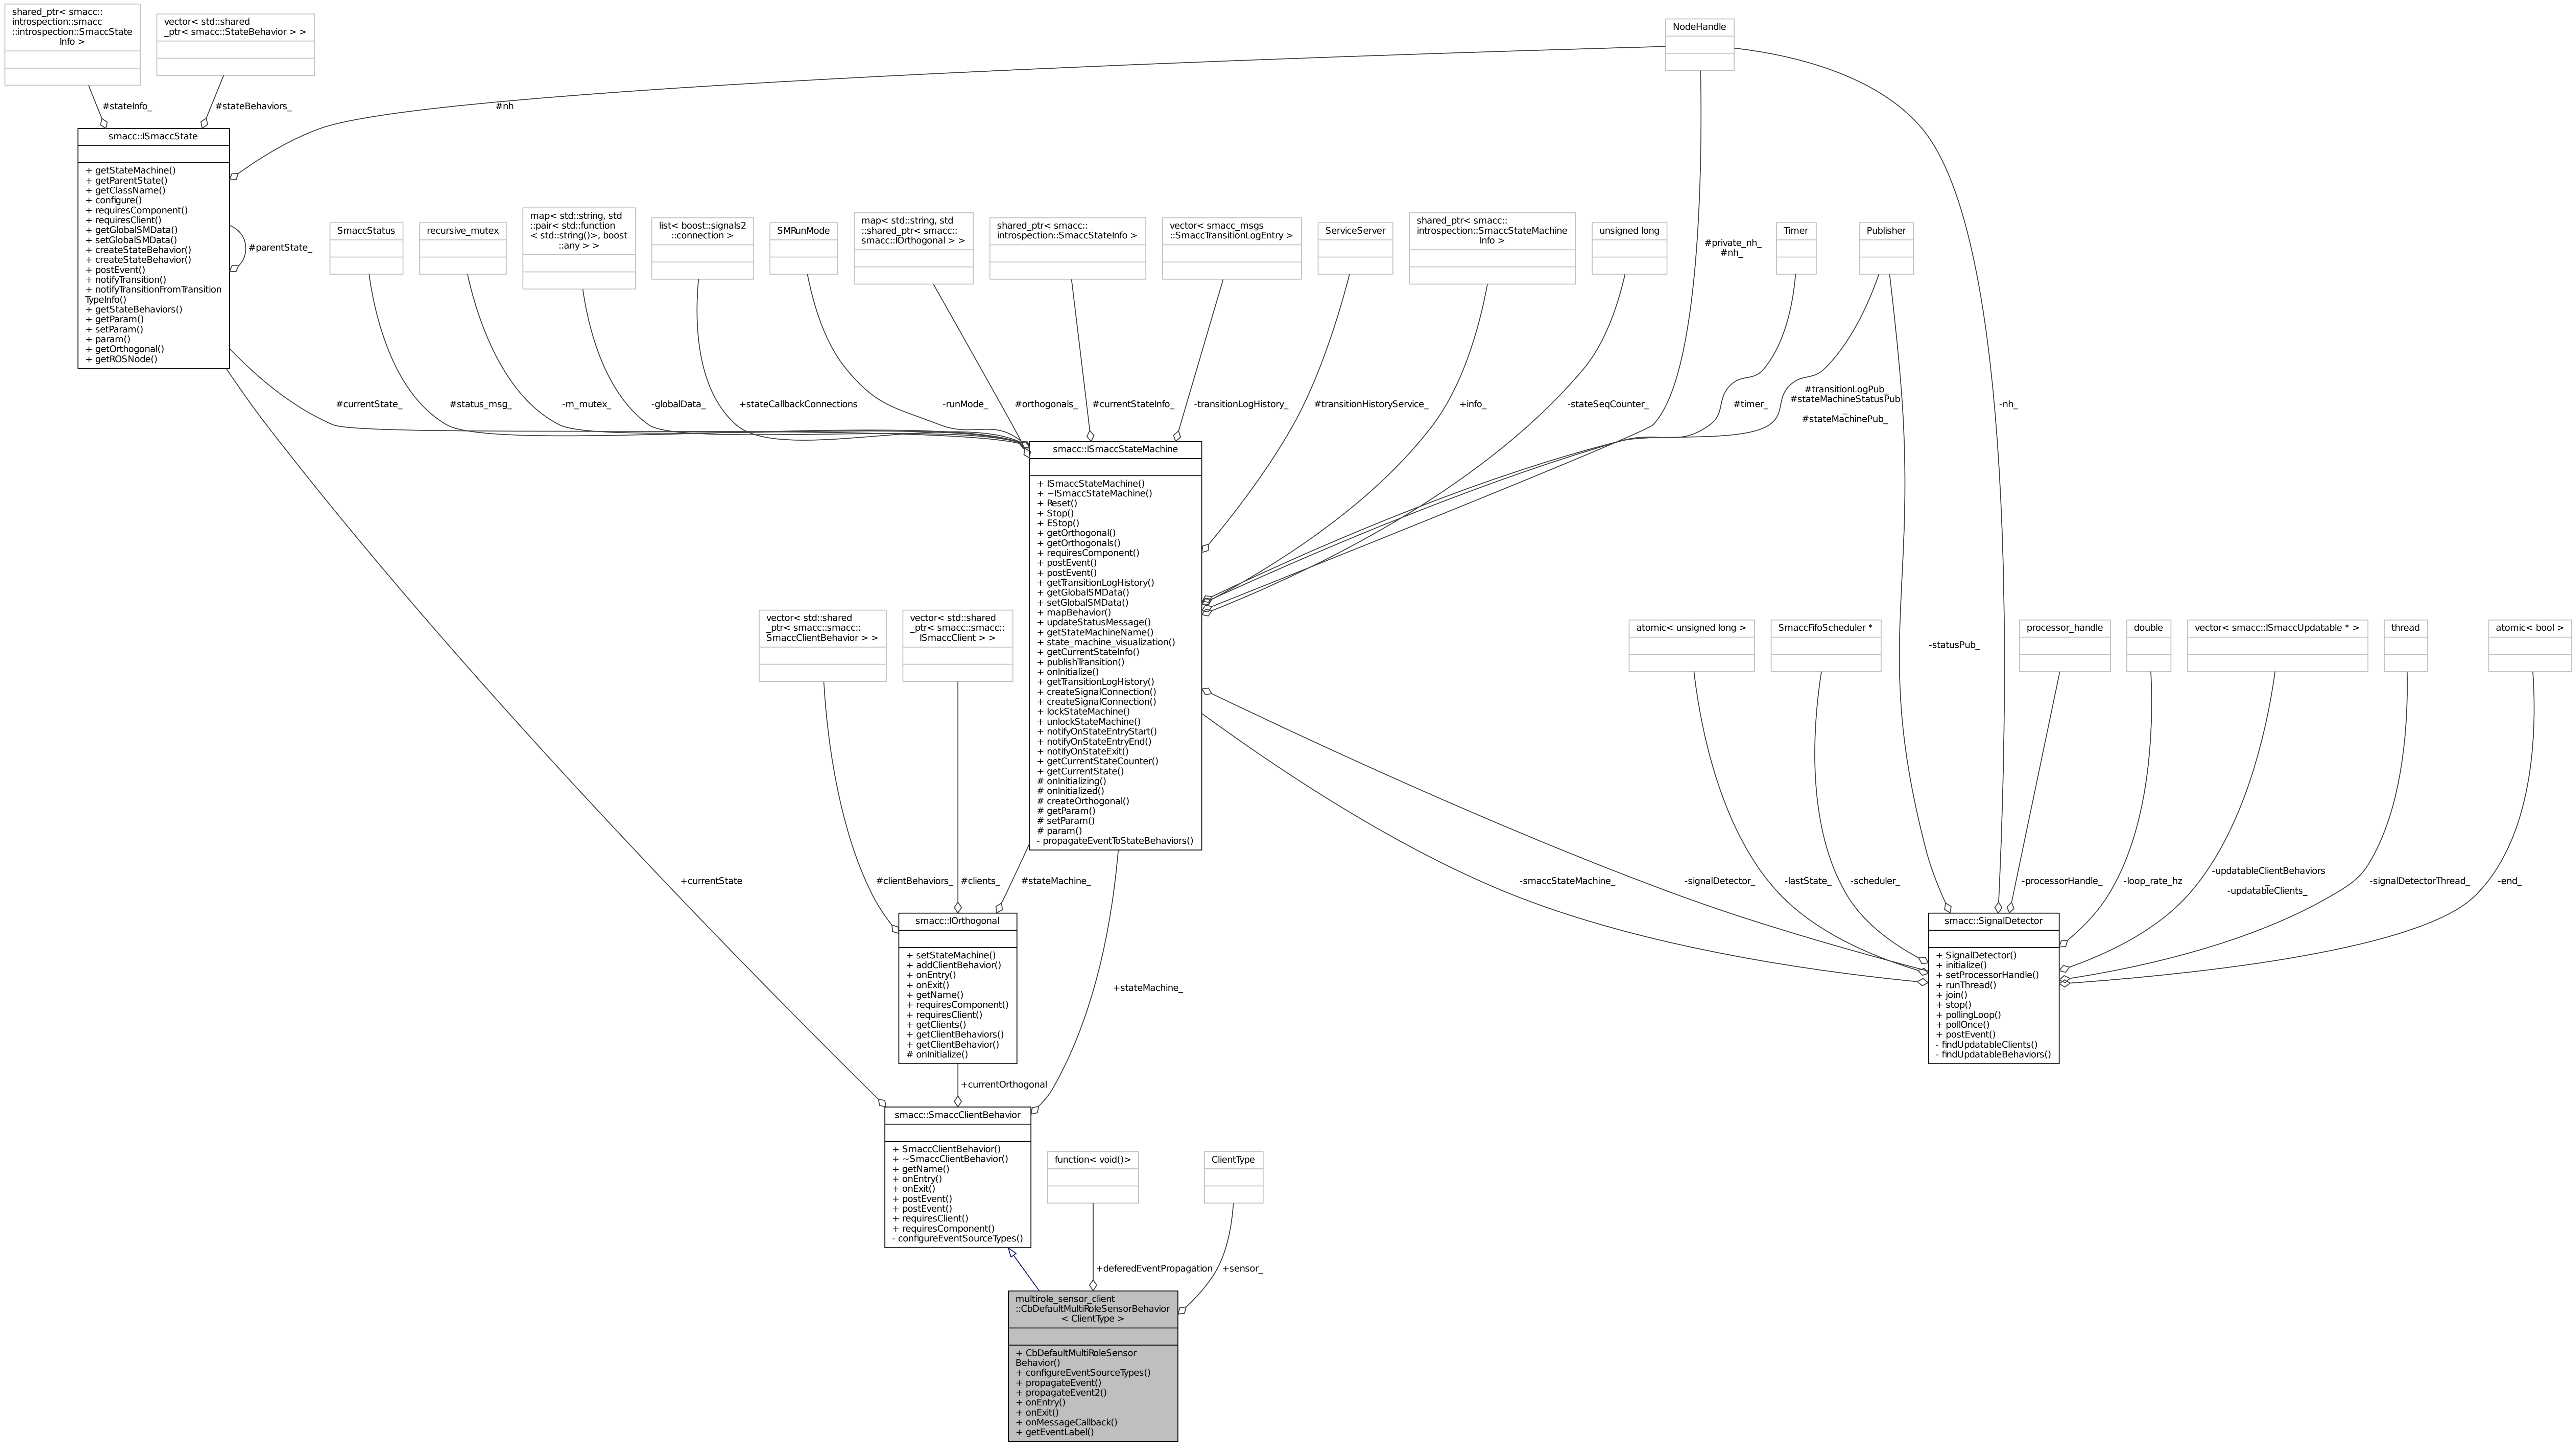 shared_ptr< smacc::
introspection::smacc
::introspection::SmaccState
Info >
vector< std::shared
_ptr< smacc::StateBehavior > >
NodeHandle
#stateInfo_
#stateBehaviors_
#nh
smacc::ISmaccState
+ getStateMachine()
+ getParentState()
+ getClassName()
+ configure()
+ requiresComponent()
+ requiresClient()
+ getGlobalSMData()
+ setGlobalSMData()
+ createStateBehavior()
+ createStateBehavior()
+ postEvent()
+ notifyTransition()
+ notifyTransitionFromTransition
TypeInfo()
+ getStateBehaviors()
+ getParam()
+ setParam()
+ param()
+ getOrthogonal()
+ getROSNode()
#parentState_
SmaccStatus
recursive_mutex
map< std::string, std
::pair< std::function
< std::string()>, boost
::any > >
list< boost::signals2
::connection >
SMRunMode
map< std::string, std
::shared_ptr< smacc::
smacc::IOrthogonal > >
shared_ptr< smacc::
introspection::SmaccStateInfo >
vector< smacc_msgs
::SmaccTransitionLogEntry >
ServiceServer
shared_ptr< smacc::
introspection::SmaccStateMachine
Info >
unsigned long
#private_nh_
#nh_
Timer
Publisher
#currentState_
#status_msg_
-m_mutex_
-globalData_
+stateCallbackConnections
-runMode_
#orthogonals_
#currentStateInfo_
-transitionLogHistory_
#transitionHistoryService_
+info_
-stateSeqCounter_
#timer_
#transitionLogPub_
#stateMachineStatusPub
_
#stateMachinePub_
-nh_
smacc::ISmaccStateMachine
+ ISmaccStateMachine()
+ ~ISmaccStateMachine()
+ Reset()
+ Stop()
+ EStop()
+ getOrthogonal()
+ getOrthogonals()
+ requiresComponent()
+ postEvent()
+ postEvent()
+ getTransitionLogHistory()
+ getGlobalSMData()
+ setGlobalSMData()
+ mapBehavior()
+ updateStatusMessage()
+ getStateMachineName()
+ state_machine_visualization()
+ getCurrentStateInfo()
+ publishTransition()
+ onInitialize()
+ getTransitionLogHistory()
+ createSignalConnection()
+ createSignalConnection()
+ lockStateMachine()
+ unlockStateMachine()
+ notifyOnStateEntryStart()
+ notifyOnStateEntryEnd()
+ notifyOnStateExit()
+ getCurrentStateCounter()
+ getCurrentState()
# onInitializing()
# onInitialized()
# createOrthogonal()
# getParam()
# setParam()
# param()
- propagateEventToStateBehaviors()
vector< std::shared
_ptr< smacc::smacc::
SmaccClientBehavior > >
vector< std::shared
_ptr< smacc::smacc::
ISmaccClient > >
atomic< unsigned long >
SmaccFifoScheduler *
-statusPub_
processor_handle
double
vector< smacc::ISmaccUpdatable * >
thread
atomic< bool >
+currentState
#clientBehaviors_
#clients_
#stateMachine_
-smaccStateMachine_
-signalDetector_
-lastState_
-scheduler_
-processorHandle_
-loop_rate_hz
-updatableClientBehaviors
_
-updatableClients_
-signalDetectorThread_
-end_
smacc::IOrthogonal
+ setStateMachine()
+ addClientBehavior()
+ onEntry()
+ onExit()
+ getName()
+ requiresComponent()
+ requiresClient()
+ getClients()
+ getClientBehaviors()
+ getClientBehavior()
# onInitialize()
+stateMachine_
smacc::SignalDetector
+ SignalDetector()
+ initialize()
+ setProcessorHandle()
+ runThread()
+ join()
+ stop()
+ pollingLoop()
+ pollOnce()
+ postEvent()
- findUpdatableClients()
- findUpdatableBehaviors()
+currentOrthogonal
smacc::SmaccClientBehavior
+ SmaccClientBehavior()
+ ~SmaccClientBehavior()
+ getName()
+ onEntry()
+ onExit()
+ postEvent()
+ postEvent()
+ requiresClient()
+ requiresComponent()
- configureEventSourceTypes()
function< void()>
ClientType
+deferedEventPropagation
+sensor_
multirole_sensor_client
::CbDefaultMultiRoleSensorBehavior
< ClientType >
+ CbDefaultMultiRoleSensor
Behavior()
+ configureEventSourceTypes()
+ propagateEvent()
+ propagateEvent2()
+ onEntry()
+ onExit()
+ onMessageCallback()
+ getEventLabel()